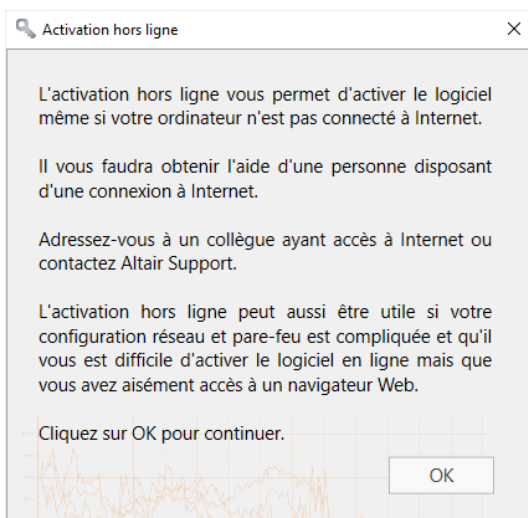 Activation hors ligne
L'activation hors ligne vous permet d'activer le logiciel
même si votre ordinateur n'est pas connecté à Internet.
Il vous faudra obtenir l'aide d'une personne disposant
d'une connexion à Internet.
Adressez-vous à un collègue ayant accès à Internet ou
contactez Altair Support.
L'activation hors ligne peut aussi être utile si votre
configuration réseau et pare-feu est compliquée et qu'il
vous est difficile d'activer le logiciel en ligne mais que
vous avez aisément accès à un navigateur Web.
Cliquez sur OK pour continuer.
OK